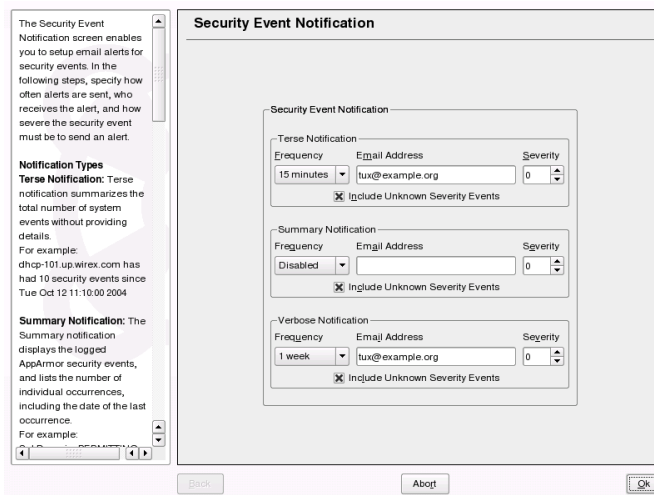 The Security Event
Notification screen enables
you to setup email alerts for
security events. In the
following steps, specify how
often alerts are sent, who
receives the alert, and how
severe the security event
must be to send an alert.
Notification Types
Terse Notification: Terse
notification summarizes the
total number of system
events without providing
details.
For example:
dhcp-101.up.wirex.com has
had 10 security events since
Tue Oct 12 11:10:00 2004
Summary Notification: The
Summary notification
displays the logged
AppArmor security events,
and lists the number of
individual occurrences,
including the date of the last
occurrence.
For example:
Security Event Notification
Security Event Notification
Terse Notification
Frequency Email Address Severity
15 minutes tux@example.org 0
Include Unknown Severity Events
Summary Notification
Frequency Email Address Severity
Disabled 0
Include Unknown Severity Events
Verbose Notification
Frequency Email Address Severity
1 week tux@example.org 0
Include Unknown Severity Events
Back Abort Ok